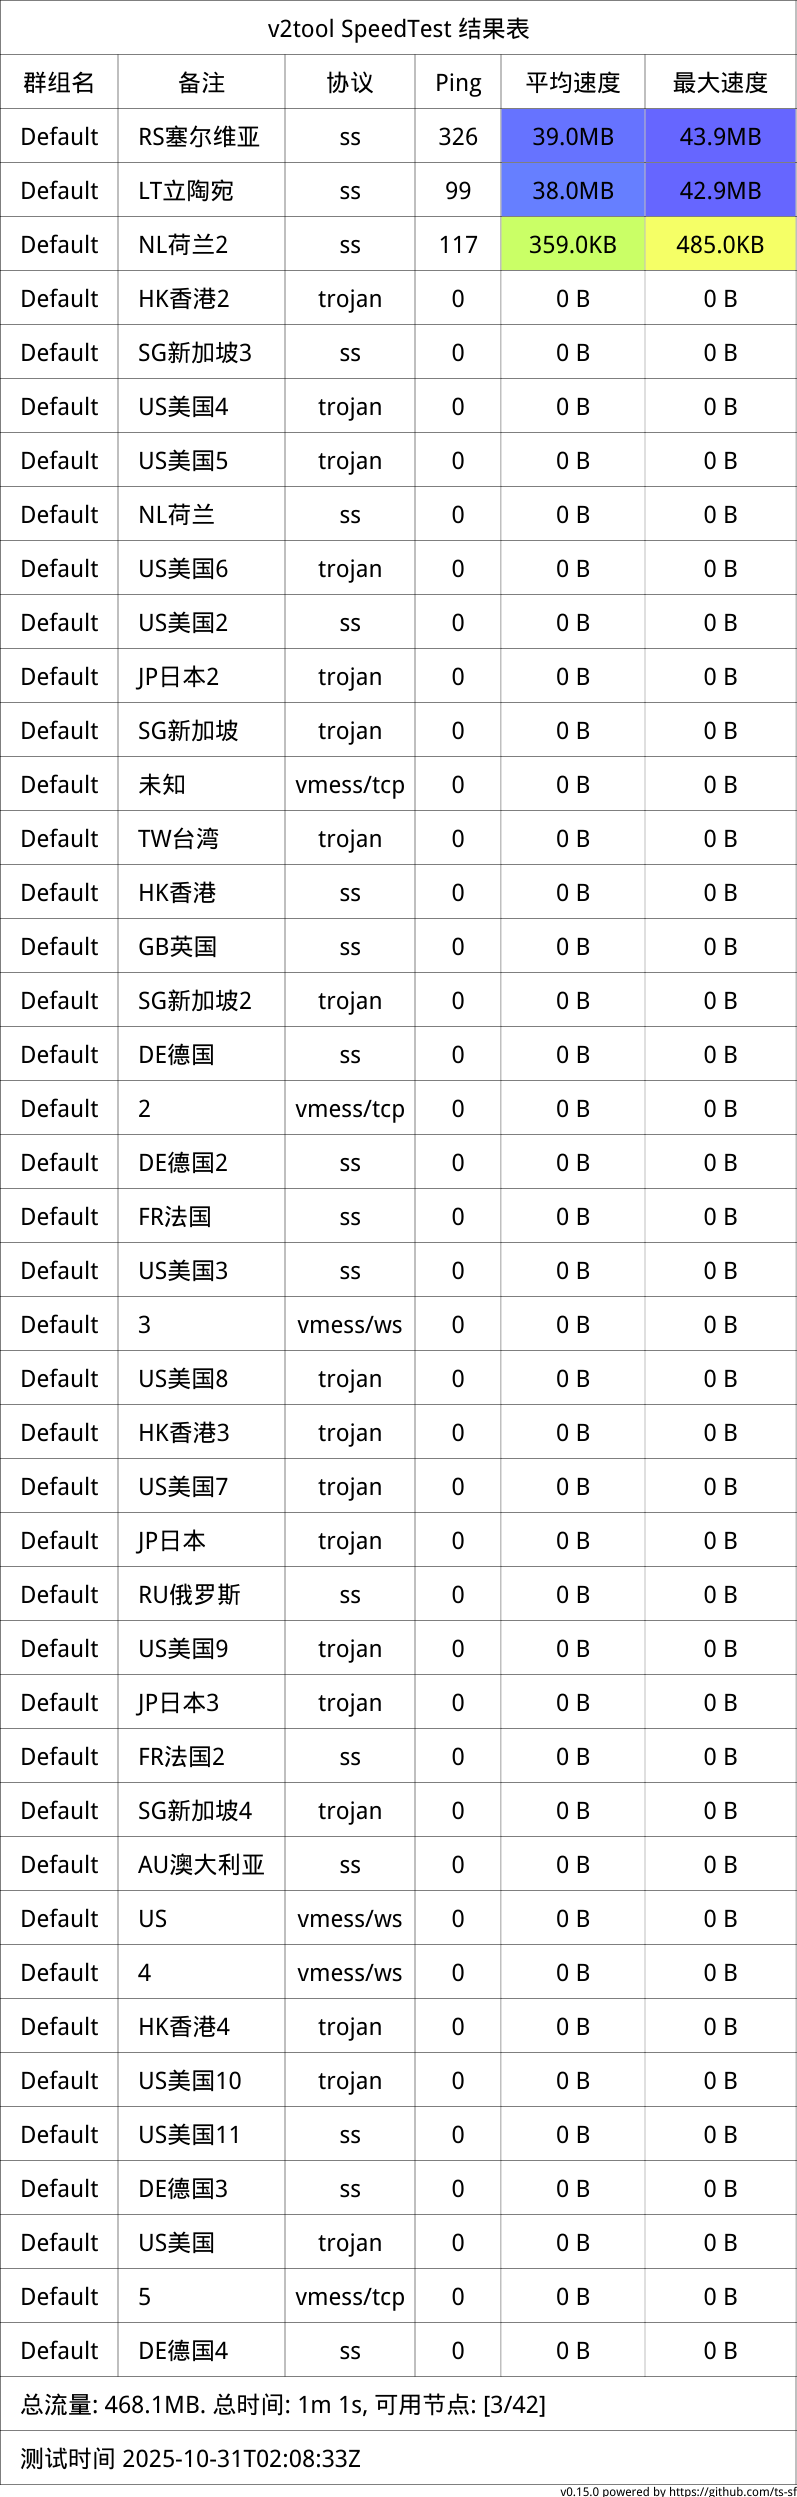 v2tool SpeedTest 结果表
群组名 备注 协议 Ping 平均速度 最大速度
Default RS塞尔维亚 ss 326 39.0MB 43.9MB
Default LT立陶宛 ss 99 38.0MB 42.9MB
Default NL荷兰2 ss 117 359.0KB 485.0KB
Default HK香港2 trojan 0 0 B 0 B
Default SG新加坡3 ss 0 0 B 0 B
Default US美国4 trojan 0 0 B 0 B
Default US美国5 trojan 0 0 B 0 B
Default NL荷兰 ss 0 0 B 0 B
Default US美国6 trojan 0 0 B 0 B
Default US美国2 ss 0 0 B 0 B
Default JP日本2 trojan 0 0 B 0 B
Default SG新加坡 trojan 0 0 B 0 B
Default 未知 vmess/tcp 0 0 B 0 B
Default TW台湾 trojan 0 0 B 0 B
Default HK香港 ss 0 0 B 0 B
Default GB英国 ss 0 0 B 0 B
Default SG新加坡2 trojan 0 0 B 0 B
Default DE德国 ss 0 0 B 0 B
Default 2 vmess/tcp 0 0 B 0 B
Default DE德国2 ss 0 0 B 0 B
Default FR法国 ss 0 0 B 0 B
Default US美国3 ss 0 0 B 0 B
Default 3 vmess/ws 0 0 B 0 B
Default US美国8 trojan 0 0 B 0 B
Default HK香港3 trojan 0 0 B 0 B
Default US美国7 trojan 0 0 B 0 B
Default JP日本 trojan 0 0 B 0 B
Default RU俄罗斯 ss 0 0 B 0 B
Default US美国9 trojan 0 0 B 0 B
Default JP日本3 trojan 0 0 B 0 B
Default FR法国2 ss 0 0 B 0 B
Default SG新加坡4 trojan 0 0 B 0 B
Default AU澳大利亚 ss 0 0 B 0 B
Default US vmess/ws 0 0 B 0 B
Default 4 vmess/ws 0 0 B 0 B
Default HK香港4 trojan 0 0 B 0 B
Default US美国10 trojan 0 0 B 0 B
Default US美国11 ss 0 0 B 0 B
Default DE德国3 ss 0 0 B 0 B
Default US美国 trojan 0 0 B 0 B
Default 5 vmess/tcp 0 0 B 0 B
Default DE德国4 ss 0 0 B 0 B
总流量: 468.1MB. 总时间: 1m 1s, 可用节点: [3/42]
测试时间 2025-10-31T02:08:33Z
v0.15.0 powered by https://github.com/ts-sf